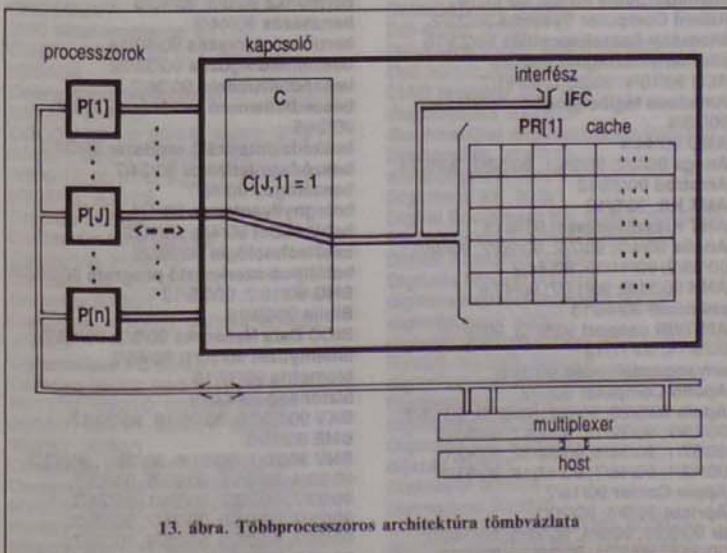 processzorok
kapcsoló
interfész
IFC
C
PR[1] cache
P[1]
C[J,1] = 1
P[J]
P[n]
multiplexer
host
13. ábra. Többprocesszoros architektúra tömbvázlata